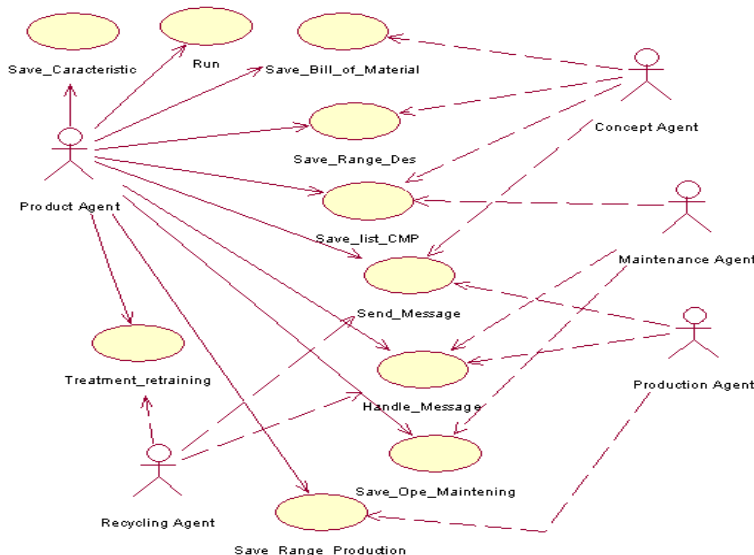 Save_Caracteristic
Run
Save_Bill_of_Material
Concept Agent
Save_Range_Des
Product Agent
Save_list_CMP
Maintenance Agent
Send_Message
Treatment_retraining
Production Agent
Handle_Message
Save_Ope_Maintening
Recycling Agent
Save_Range_Production